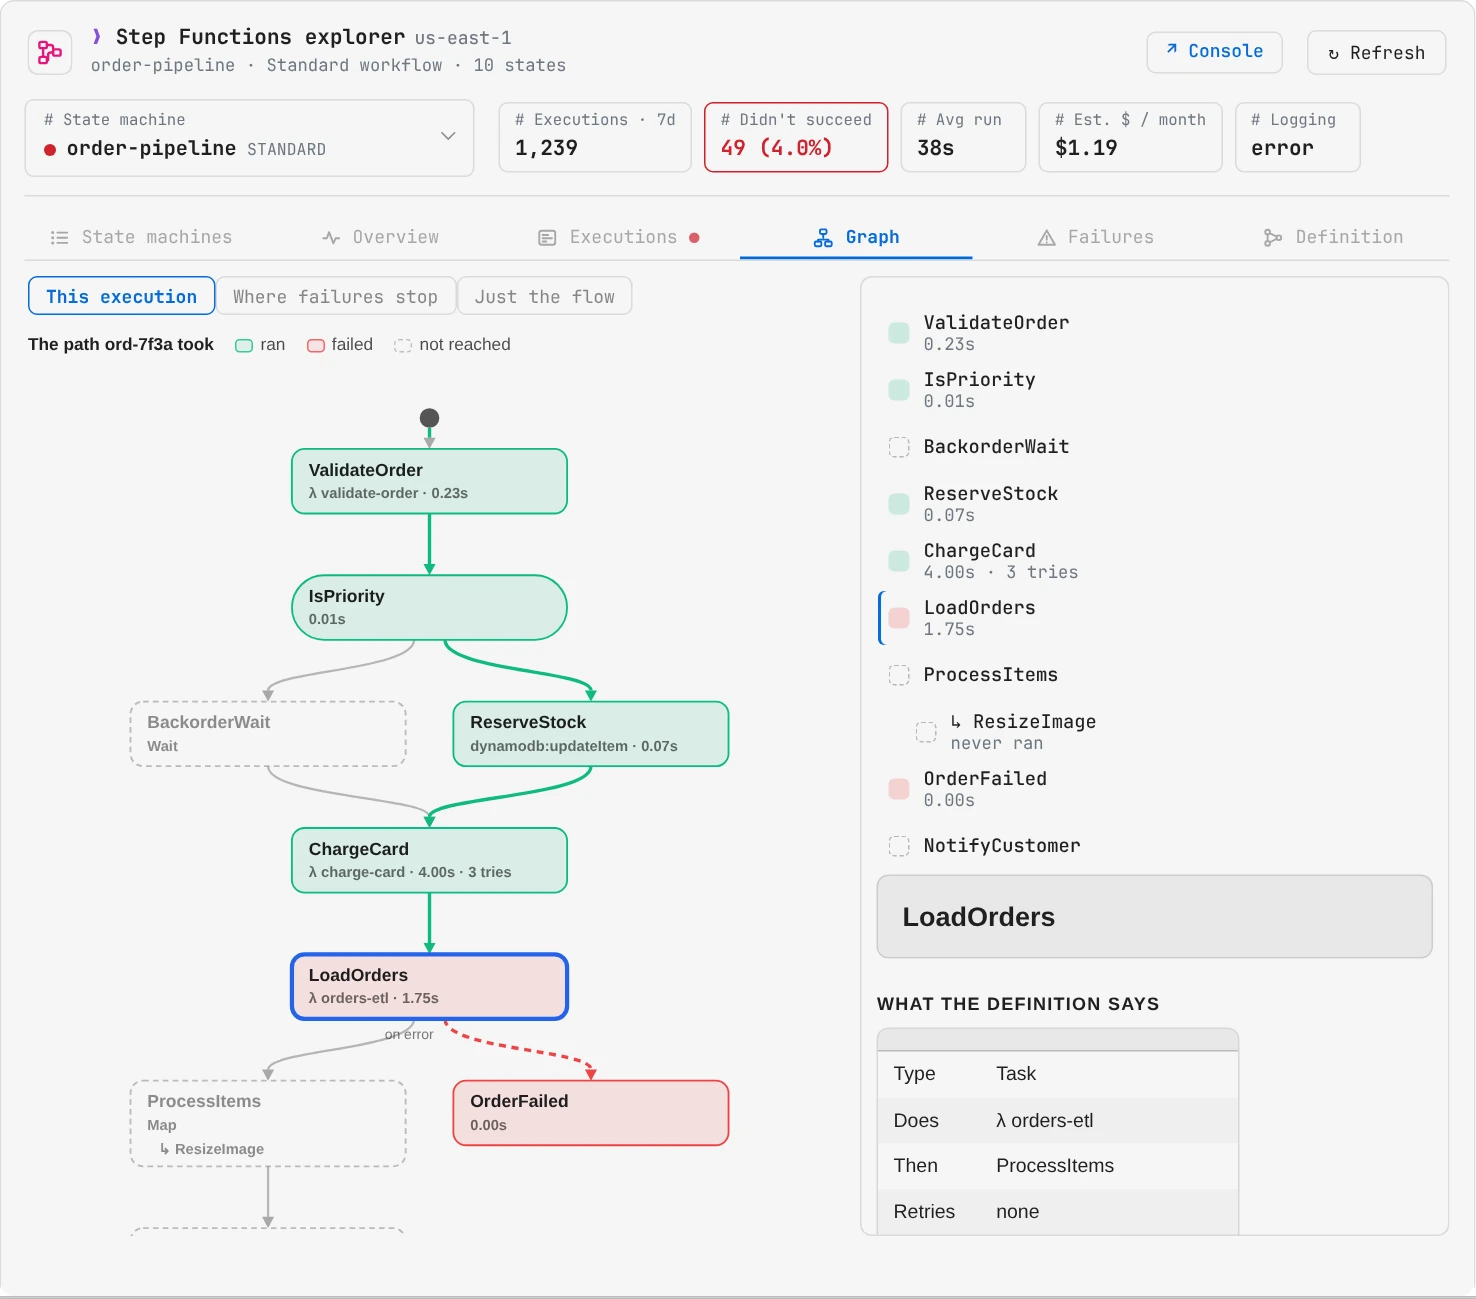 Step Functions explorer us-east-1
order-pipeline · Standard workflow · 10 states
Console
↻ Refresh
# State machine
order-pipeline STANDARD
# Executions · 7d
1,239
# Didn't succeed
49 (4.0%)
# Avg run
38s
# Est. $ / month
$1.19
# Logging
error
State machines
Overview
Executions
Graph
Failures
Definition
This execution
Where failures stop
Just the flow
The path ord-7f3a took
ran
failed
not reached
ValidateOrder
λ validate-order · 0.23s
IsPriority
0.01s
BackorderWait
Wait
ReserveStock
dynamodb:updateItem · 0.07s
ChargeCard
λ charge-card · 4.00s · 3 tries
LoadOrders
λ orders-etl · 1.75s
on error
ProcessItems
Map
↳ ResizeImage
OrderFailed
0.00s
ValidateOrder
0.23s
IsPriority
0.01s
BackorderWait
ReserveStock
0.07s
ChargeCard
4.00s · 3 tries
LoadOrders
1.75s
ProcessItems
↳ ResizeImage
never ran
OrderFailed
0.00s
NotifyCustomer
LoadOrders
WHAT THE DEFINITION SAYS
Type Task
Does λ orders-etl
Then ProcessItems
Retries none